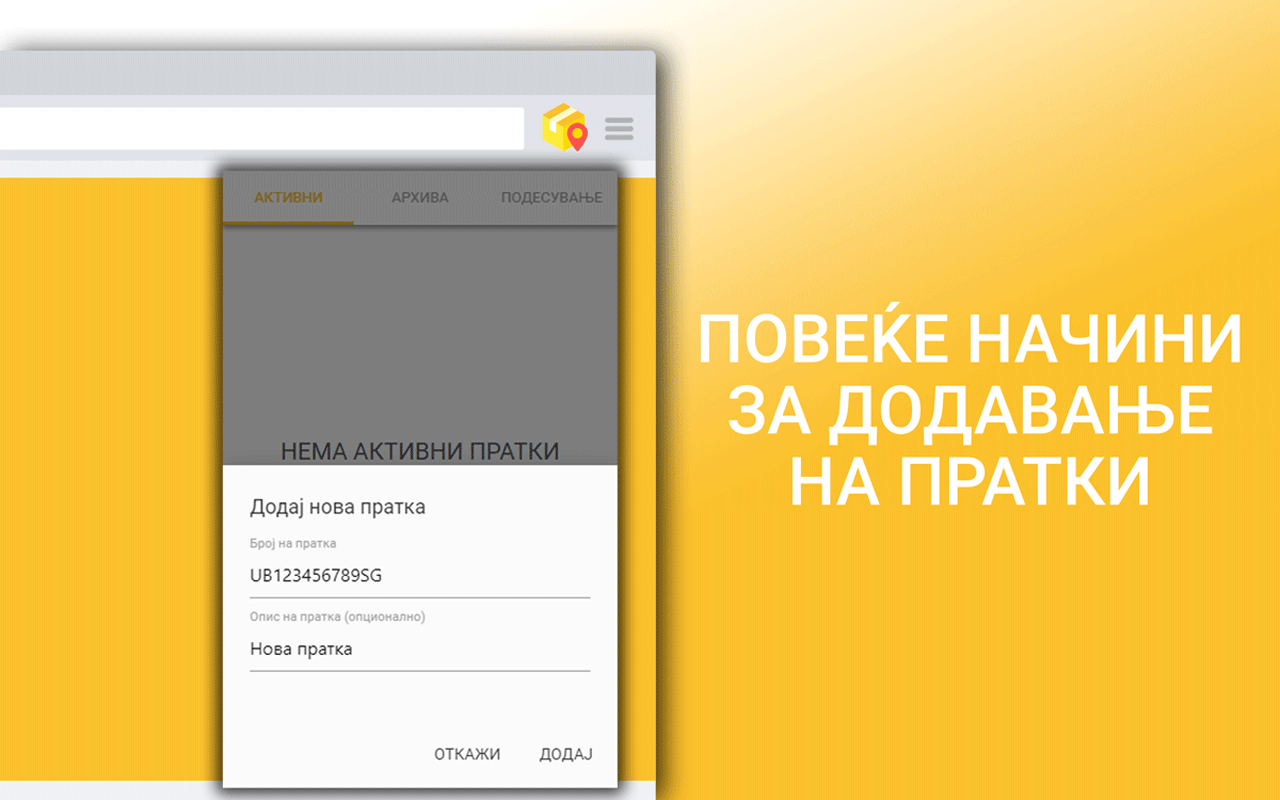 АКТИВНИ АРХИВА ПОДЕСУВАЊЕ
НЕМА АКТИВНИ ПРАТКИ
Додај нова пратка
Број на пратка
UB123456789SG
Опис на пратка (опционално)
Нова пратка
ОТКАЖИ ДОДАЈ
ПОВЕЌЕ НАЧИНИ
ЗА ДОДАВАЊЕ
НА ПРАТКИ